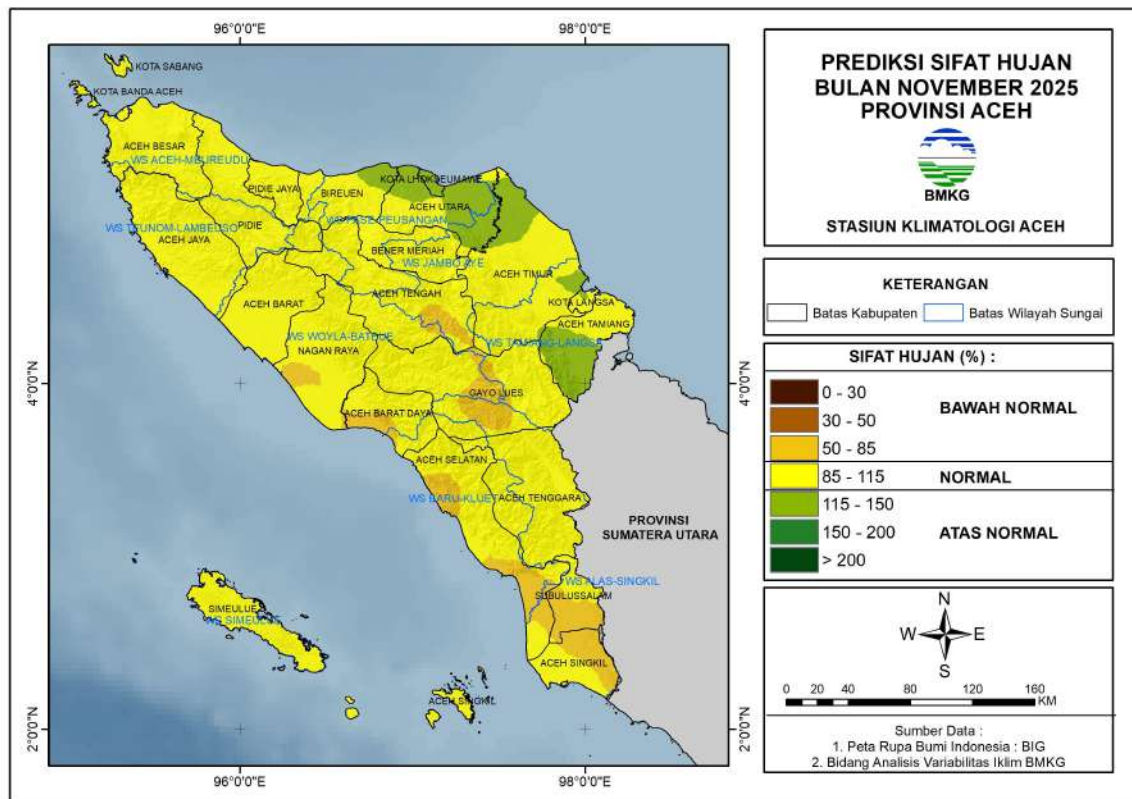 96°0'0"E
98°0'0"E
KOTA SABANG
KOTA BANDA ACEH
ACEH BESAR
WS ACEH-MEUREUDU
PIDIE JAYA
BIREUEN
KOTA LHOKSEUMAWE
ACEH UTARA
WS PASE-PEUSANGAN
WS TEUNOM-LAMBEUSO
PIDIE
ACEH JAYA
BENER MERIAH
WS JAMBO AYE
ACEH TIMUR
ACEH TENGAH
ACEH BARAT
KOTA LANGSA
ACEH TAMIANG
WS WOYLA-BATEUE
NAGAN RAYA
WS TAMIANG-LANGSA
GAYO LUES
ACEH BARAT DAYA
ACEH SELATAN
WS BARU-KLUET
ACEH TENGGARA
PROVINSI
SUMATERA UTARA
WS ALAS-SINGKIL
SUBULUSSALAM
SIMEULUE
WS SIMEULUE
ACEH SINGKIL
ACEH SINGKIL
4°0'0"N
4°0'0"N
2°0'0"N
2°0'0"N
96°0'0"E
98°0'0"E
PREDIKSI SIFAT HUJAN
BULAN NOVEMBER 2025
PROVINSI ACEH
BMKG
STASIUN KLIMATOLOGI ACEH
KETERANGAN
Batas Kabupaten
Batas Wilayah Sungai
SIFAT HUJAN (%) :
0 - 30
30 - 50
BAWAH NORMAL
50 - 85
85 - 115
NORMAL
115 - 150
150 - 200
ATAS NORMAL
> 200
N
W
E
S
0 20 40 80 120 160
KM
Sumber Data :
1. Peta Rupa Bumi Indonesia : BIG
2. Bidang Analisis Variabilitas Iklim BMKG